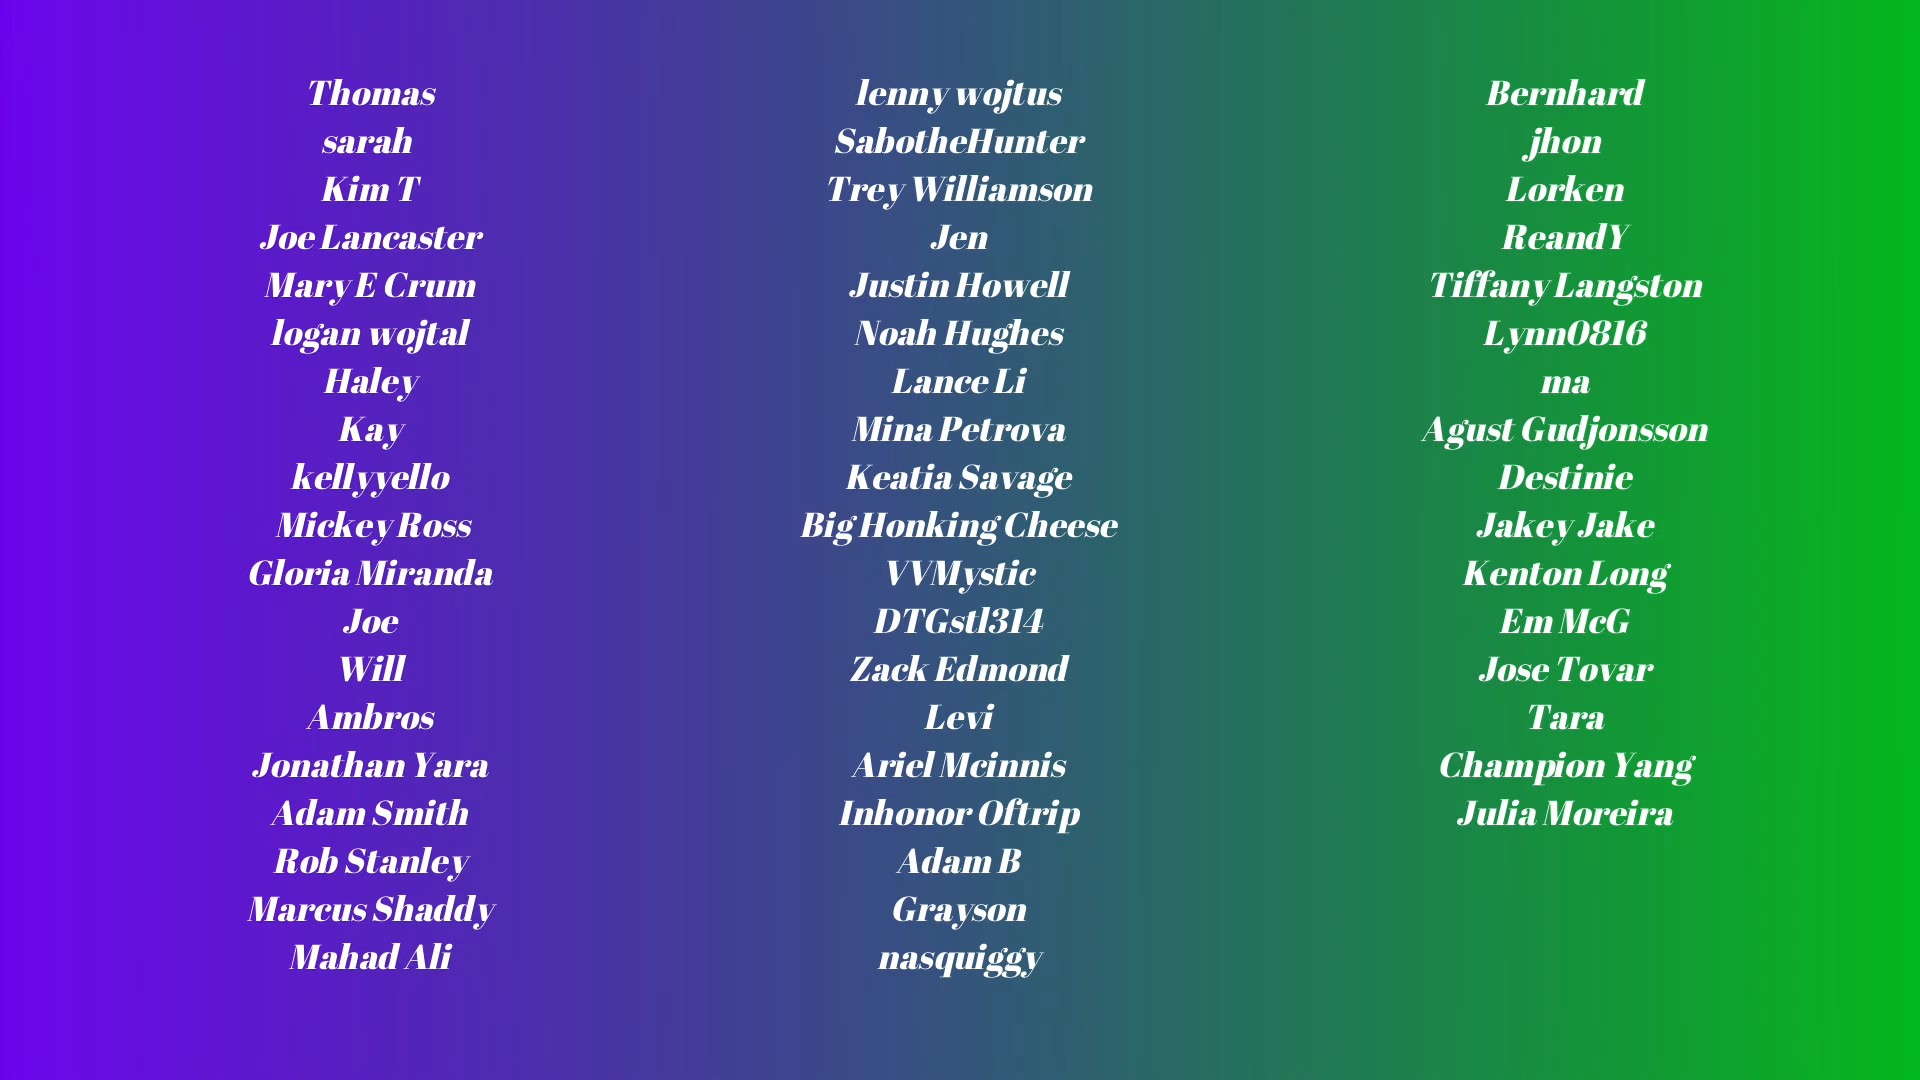 Thomas
sarah
Kim T
Joe Lancaster
Mary E Crum
logan wojtal
Haley
Kay
kellyyello
Mickey Ross
Gloria Miranda
Joe
Will
Ambros
Jonathan Yara
Adam Smith
Rob Stanley
Marcus Shaddy
Mahad Ali
lenny wojtus
SabotheHunter
Trey Williamson
Jen
Justin Howell
Noah Hughes
Lance Li
Mina Petrova
Keatia Savage
Big Honking Cheese
VVMystic
DTGstl314
Zack Edmond
Levi
Ariel Mcinnis
Inhonor Oftrip
Adam B
Grayson
nasquiggy
Bernhard
jhon
Lorken
ReandY
Tiffany Langston
Lynn0816
ma
Agust Gudjonsson
Destinie
Jakey Jake
Kenton Long
Em McG
Jose Tovar
Tara
Champion Yang
Julia Moreira